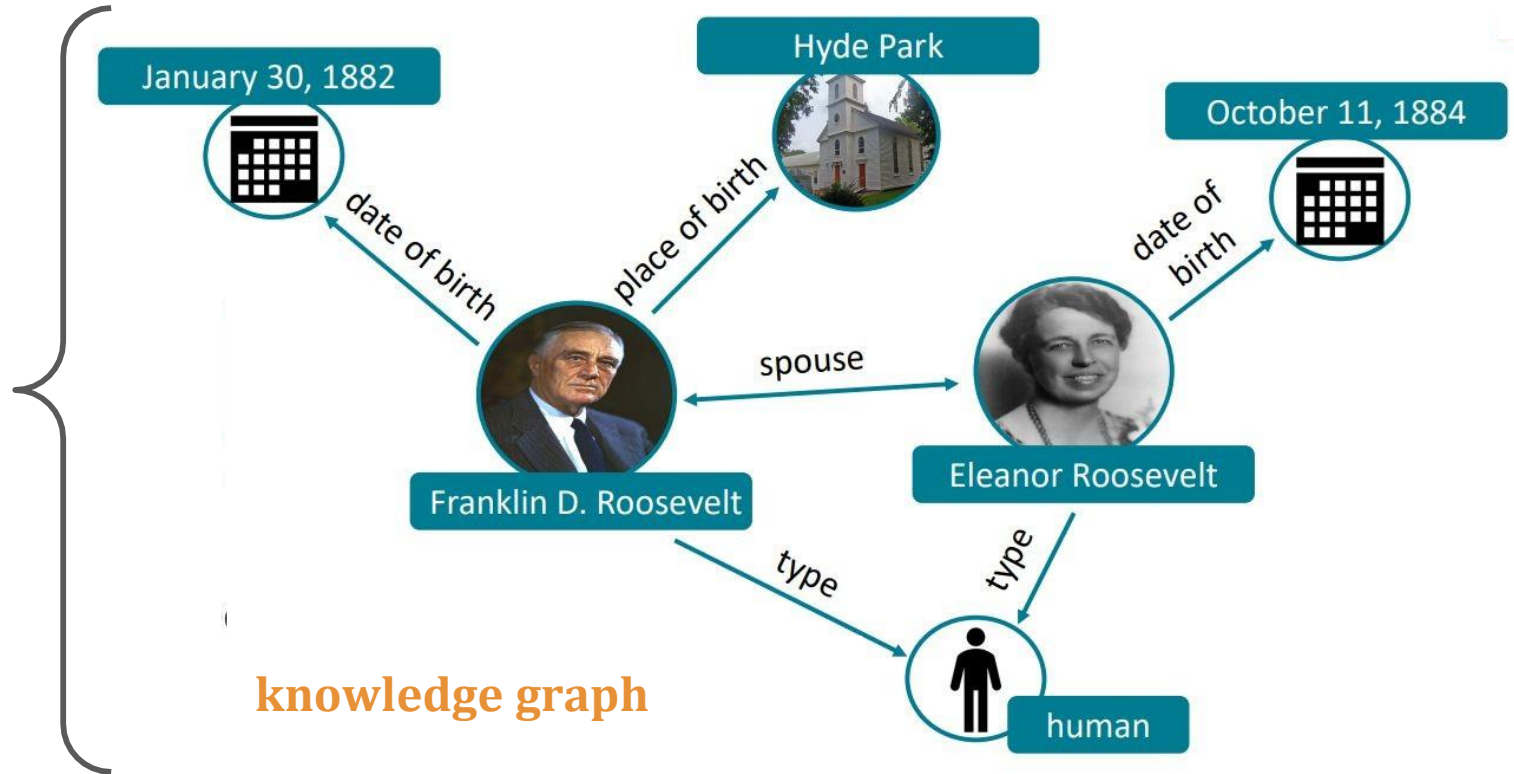 Hyde Park
January 30, 1882
October 11, 1884
date of birth
place of birth
date of
birth
spouse
Franklin D. Roosevelt
Eleanor Roosevelt
type
type
knowledge graph
human